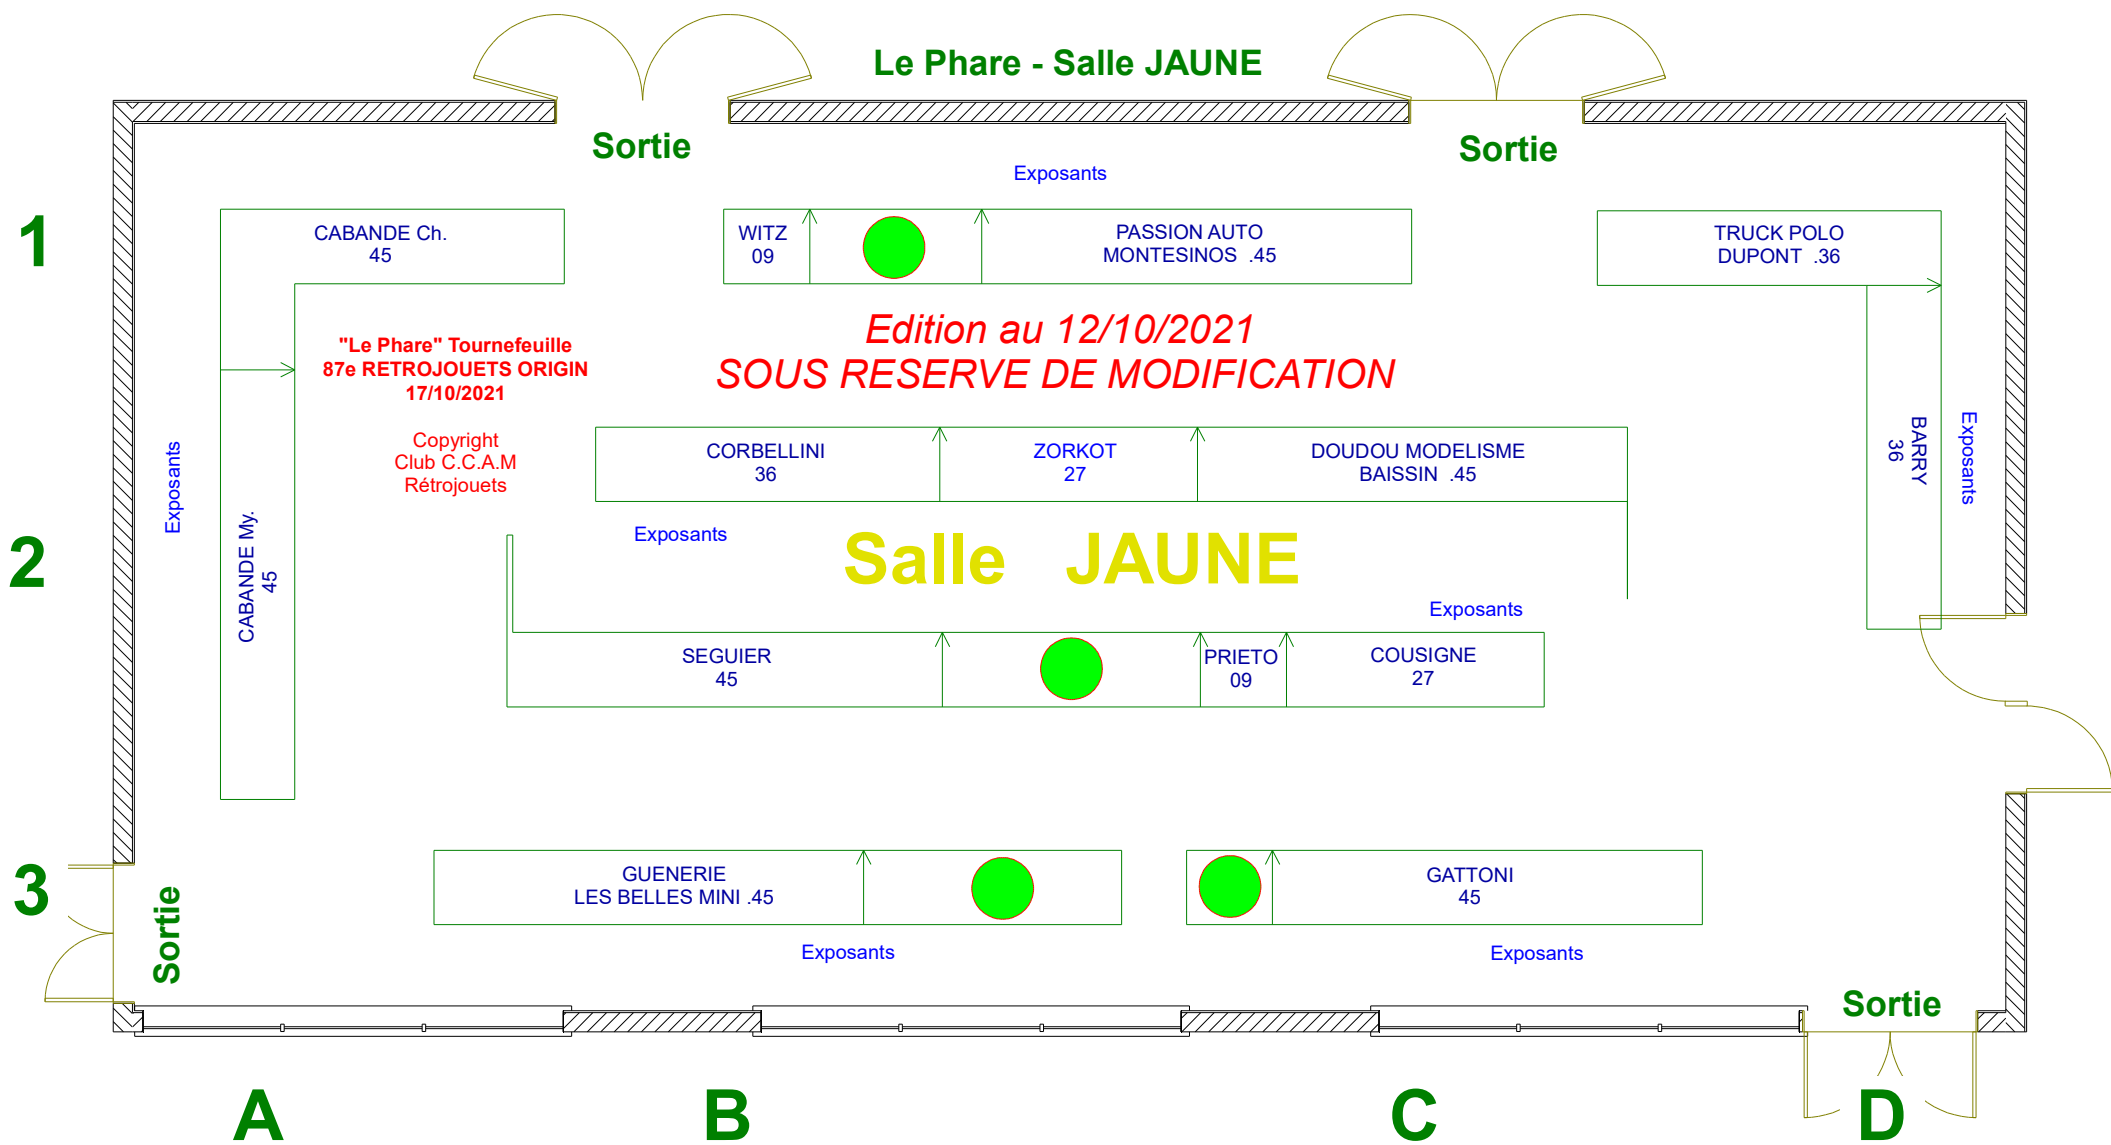 Le Phare - Salle JAUNE
Sortie
Sortie
Exposants
1
CABANDE Ch.
45
WITZ
09
PASSION AUTO
MONTESINOS .45
TRUCK POLO
DUPONT .36
"Le Phare" Tournefeuille
87e RETROJOUETS ORIGIN
17/10/2021
Edition au 12/10/2021
SOUS RESERVE DE MODIFICATION
Copyright
Club C.C.A.M
Rétrojouets
Exposants
CORBELLINI
36
ZORKOT
27
DOUDOU MODELISME
BAISSIN .45
BARRY
36
Exposants
2
CABANDE My.
45
Exposants
Salle JAUNE
Exposants
SEGUIER
45
PRIETO
09
COUSIGNE
27
3
Sortie
GUENERIE
LES BELLES MINI .45
GATTONI
45
Exposants
Exposants
Sortie
A
B
C
D